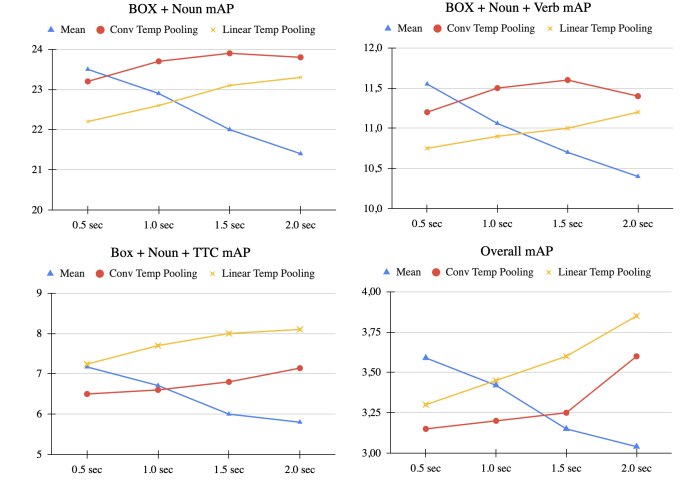 BOX + Noun mAP
Mean Conv Temp Pooling Linear Temp Pooling
24
23
22
21
20
0.5 sec 1.0 sec 1.5 sec 2.0 sec
BOX + Noun + Verb mAP
Mean Conv Temp Pooling Linear Temp Pooling
12,0
11,5
11,0
10,5
10,0
0.5 sec 1.0 sec 1.5 sec 2.0 sec
Box + Noun + TTC mAP
Mean Conv Temp Pooling Linear Temp Pooling
9
8
7
6
5
0.5 sec 1.0 sec 1.5 sec 2.0 sec
Overall mAP
Mean Conv Temp Pooling Linear Temp Pooling
4,00
3,75
3,50
3,25
3,00
0.5 sec 1.0 sec 1.5 sec 2.0 sec